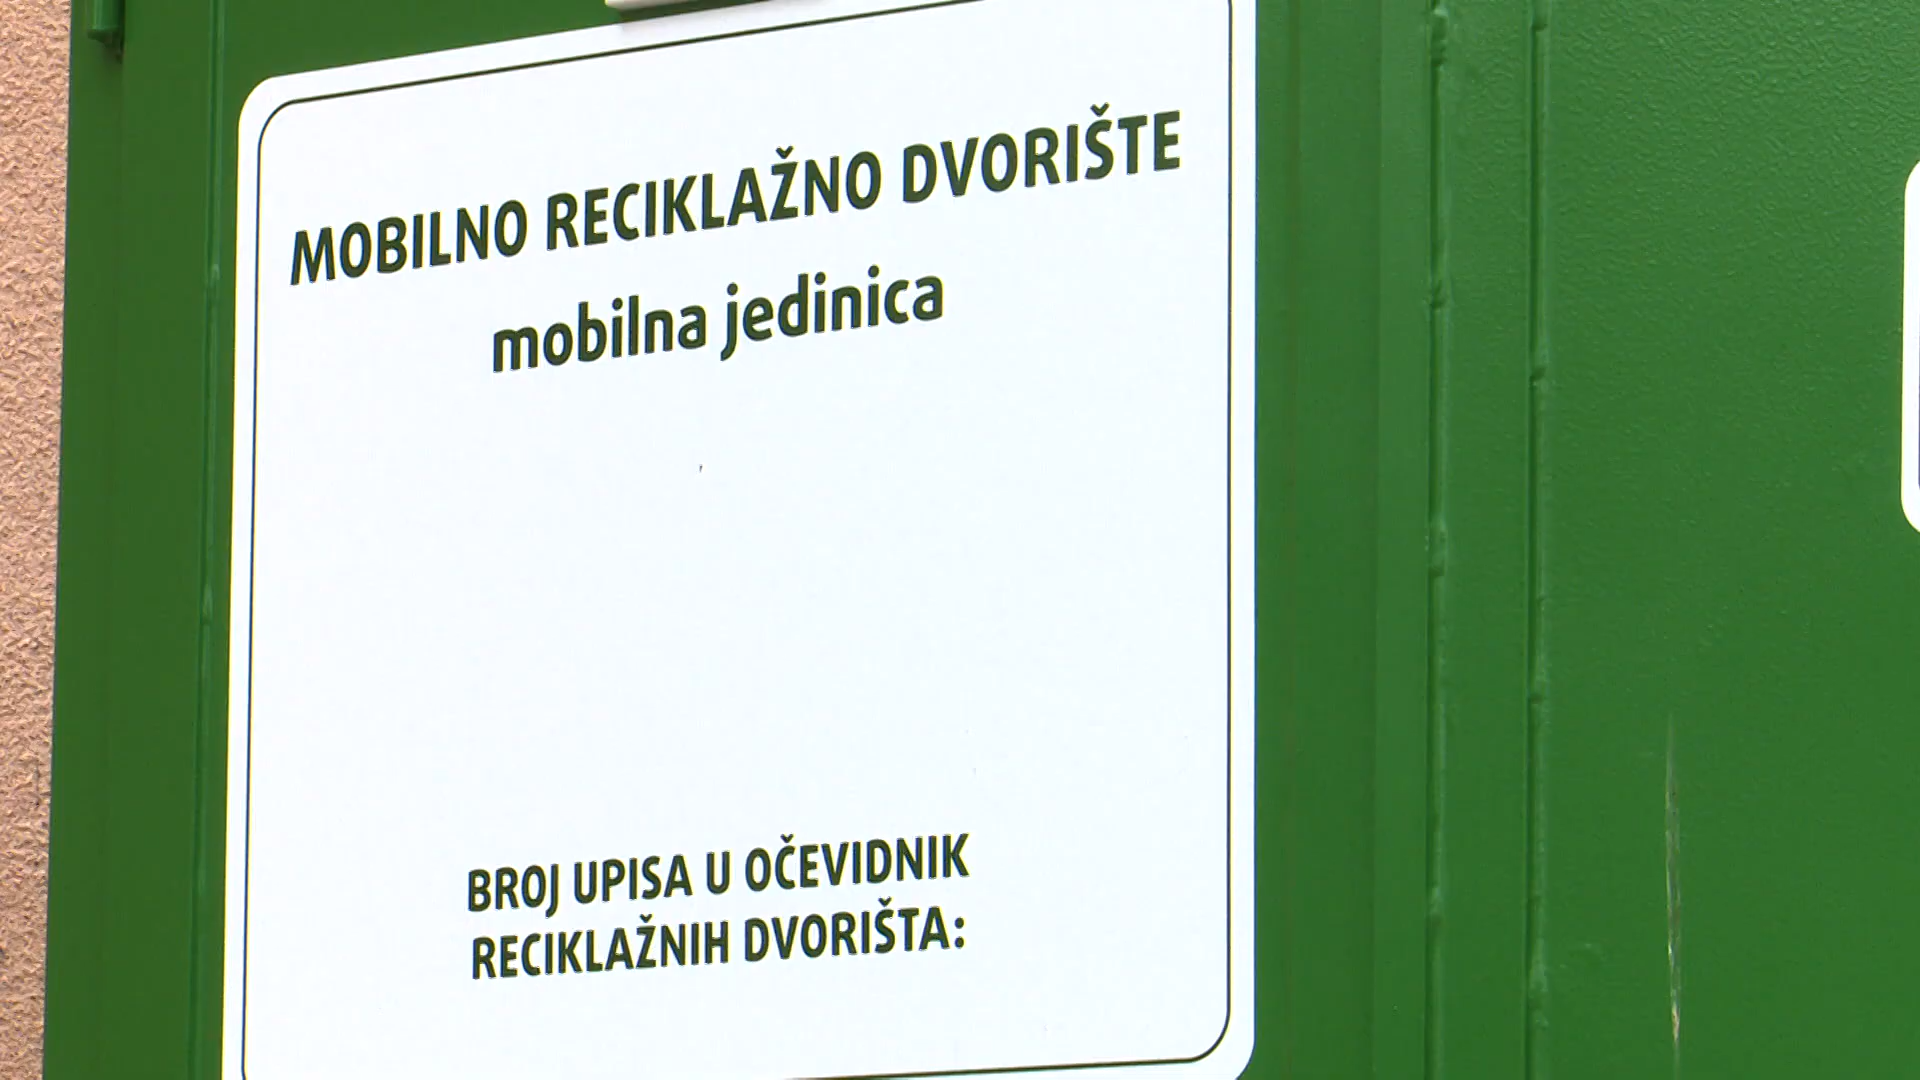 MOBILNO RECIKLAŽNO DVORIŠTE
mobilna jedinica
BROJ UPISA U OČEVIDNIK
RECIKLAŽNIH DVORIŠTA: